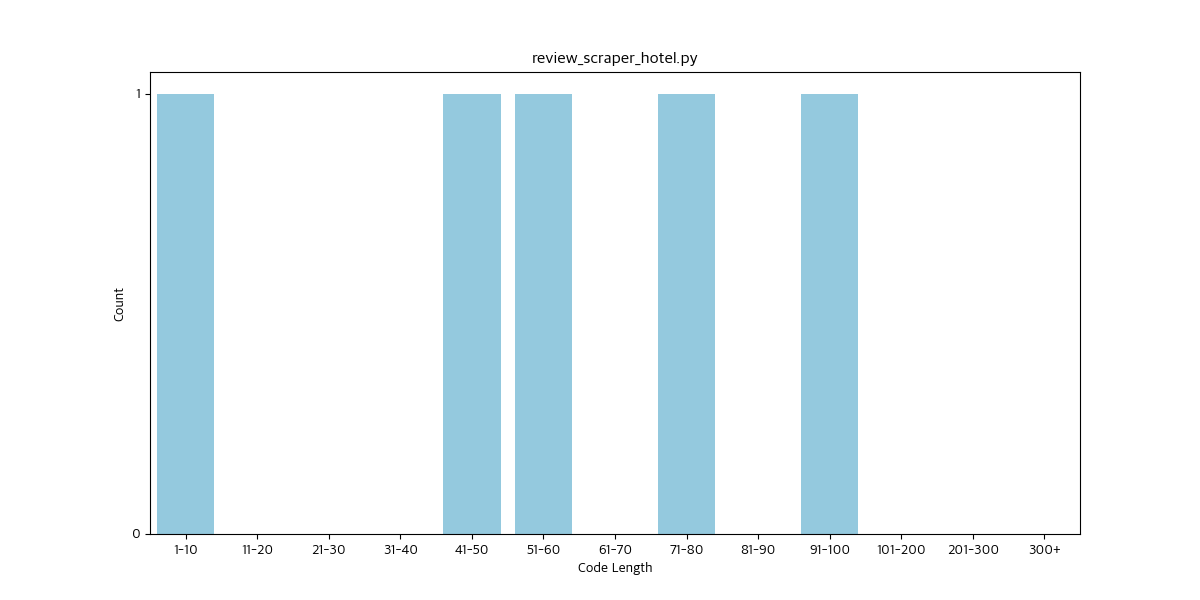 review_scraper_hotel.py
1
Count
0
1-10 11-20 21-30 31-40 41-50 51-60 61-70 71-80 81-90 91-100 101-200 201-300 300+
Code Length